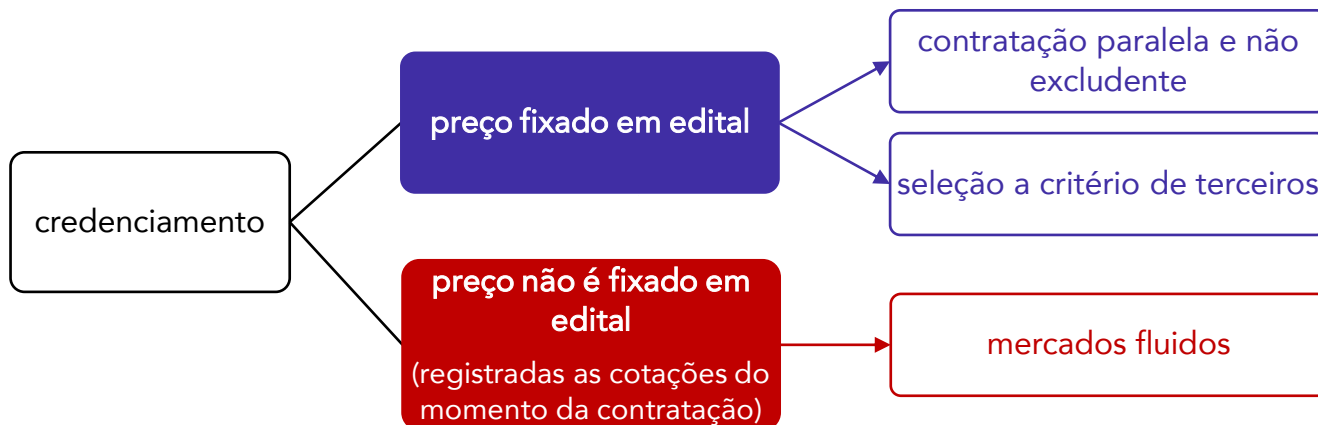 credenciamento
preço fixado em edital
contratação paralela e não
excludente
seleção a critério de terceiros
preço não é fixado em
edital
(registradas as cotações do
momento da contratação)
mercados fluidos